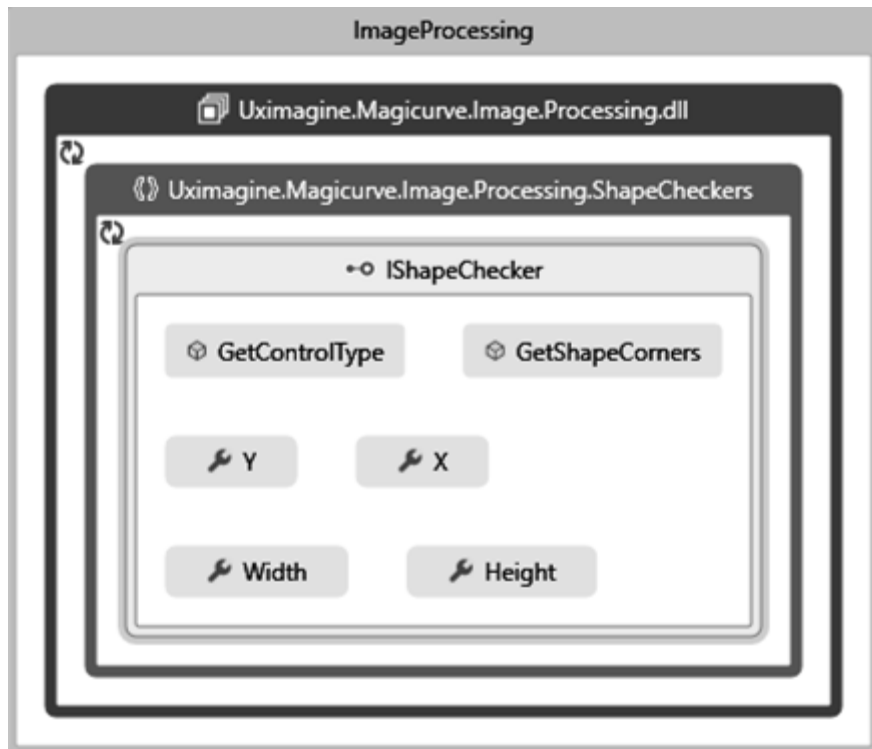 ImageProcessing
Uximagine.Magicurve.Image.Processing.dll
Uximagine.Magicurve.Image.Processing.ShapeCheckers
IShapeChecker
GetControlType GetShapeCorners
Y X
Width Height